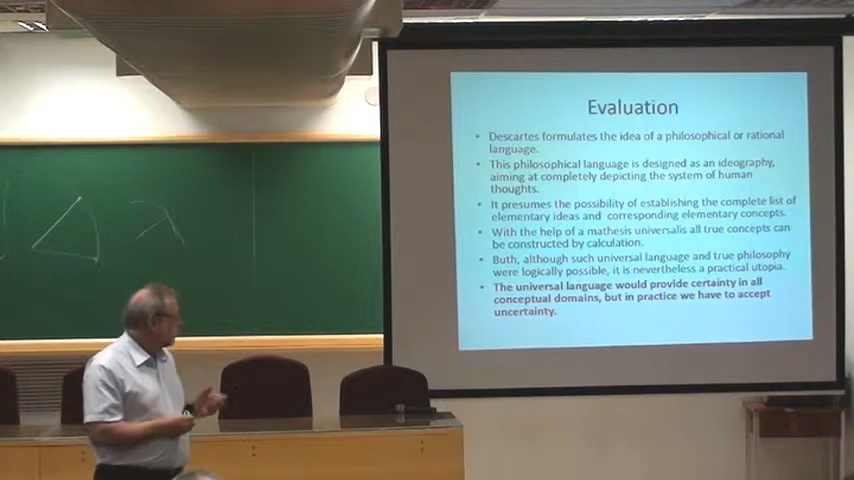 Evaluation
• Descartes formulates the idea of a philosophical or rational
language.
• This philosophical language is designed as an ideography,
aiming at completely depicting the system of human
thoughts.
• It presumes the possibility of establishing the complete list of
elementary ideas and corresponding elementary concepts.
• With the help of a mathesis universalis all true concepts can
be constructed by calculation.
• Buth, although such universal language and true philosophy
were logically possible, it is nevertheless a practical utopia.
• The universal language would provide certainty in all
conceptual domains, but in practice we have to accept
uncertainty.